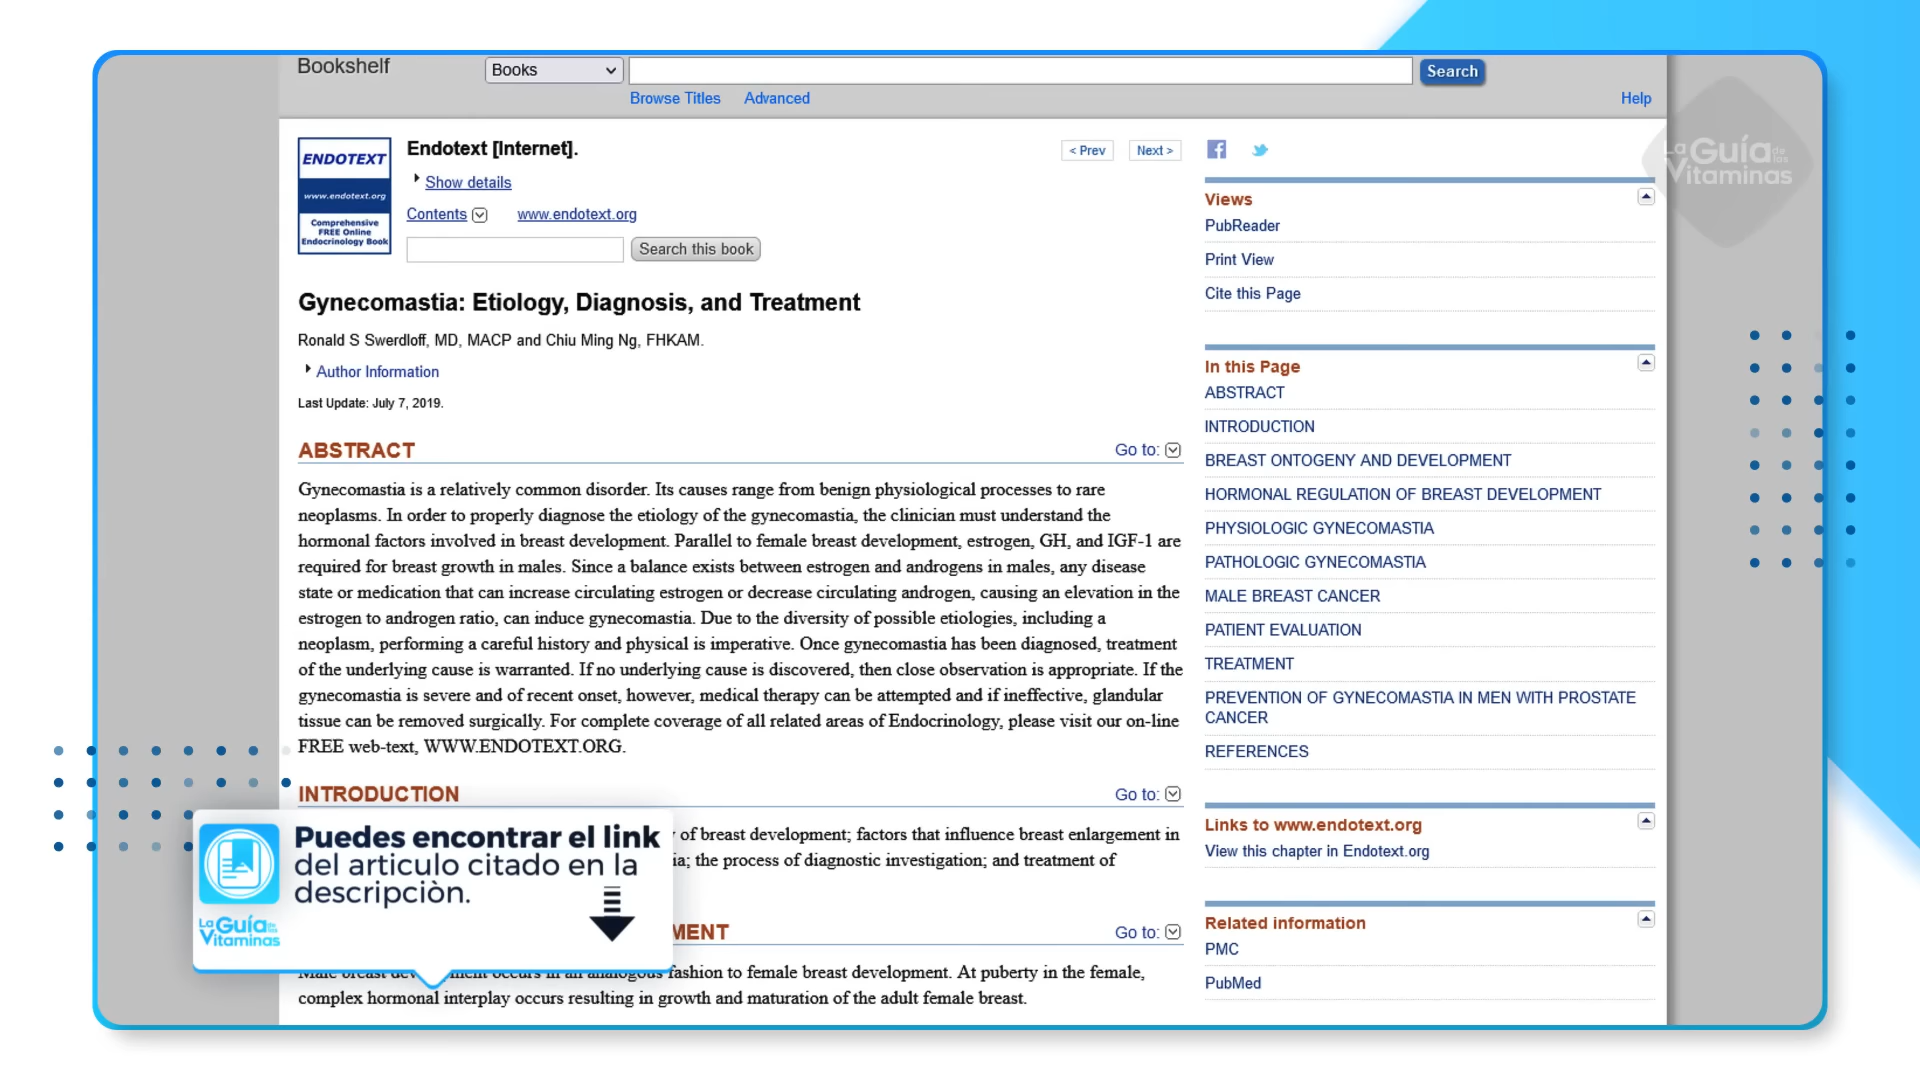 Bookshelf
Books
Search
Browse Titles
Advanced
Help
ENDOTEXT
www.endotext.org
Comprehensive
FREE Online
Endocrinology Book
Endotext [Internet].
Show details
Contents
www.endotext.org
Search this book
< Prev
Next >
Gynecomastia: Etiology, Diagnosis, and Treatment
Ronald S Swerdloff, MD, MACP and Chiu Ming Ng, FHKAM.
Author Information
Last Update: July 7, 2019.
ABSTRACT
Go to:
Gynecomastia is a relatively common disorder. Its causes range from benign physiological processes to rare
neoplasms. In order to properly diagnose the etiology of the gynecomastia, the clinician must understand the
hormonal factors involved in breast development. Parallel to female breast development, estrogen, GH, and IGF-1 are
required for breast growth in males. Since a balance exists between estrogen and androgens in males, any disease
state or medication that can increase circulating estrogen or decrease circulating androgen, causing an elevation in the
estrogen to androgen ratio, can induce gynecomastia. Due to the diversity of possible etiologies, including a
neoplasm, performing a careful history and physical is imperative. Once gynecomastia has been diagnosed, treatment
of the underlying cause is warranted. If no underlying cause is discovered, then close observation is appropriate. If the
gynecomastia is severe and of recent onset, however, medical therapy can be attempted and if ineffective, glandular
tissue can be removed surgically. For complete coverage of all related areas of Endocrinology, please visit our on-line
FREE web-text, WWW.ENDOTEXT.ORG.
INTRODUCTION
Go to:
of breast development; factors that influence breast enlargement in
ia; the process of diagnostic investigation; and treatment of
MENT
Go to:
Male breast development occurs in an analogous fashion to female breast development. At puberty in the female,
complex hormonal interplay occurs resulting in growth and maturation of the adult female breast.
Puedes encontrar el link
del articulo citado en la
descripciòn.
La Guía de las
Vitaminas
Views
PubReader
Print View
Cite this Page
In this Page
ABSTRACT
INTRODUCTION
BREAST ONTOGENY AND DEVELOPMENT
HORMONAL REGULATION OF BREAST DEVELOPMENT
PHYSIOLOGIC GYNECOMASTIA
PATHOLOGIC GYNECOMASTIA
MALE BREAST CANCER
PATIENT EVALUATION
TREATMENT
PREVENTION OF GYNECOMASTIA IN MEN WITH PROSTATE
CANCER
REFERENCES
Links to www.endotext.org
View this chapter in Endotext.org
Related information
PMC
PubMed
La Guía de las
Vitaminas